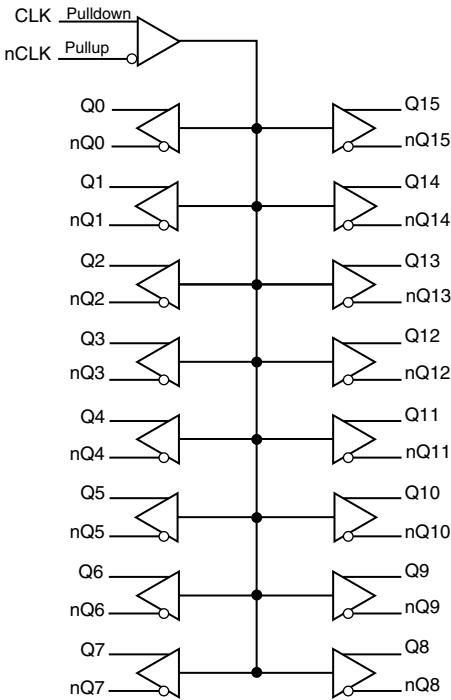 CLK Pulldown
nCLK Pullup
Q0 Q15
nQ0 nQ15
Q1 Q14
nQ1 nQ14
Q2 Q13
nQ2 nQ13
Q3 Q12
nQ3 nQ12
Q4 Q11
nQ4 nQ11
Q5 Q10
nQ5 nQ10
Q6 Q9
nQ6 nQ9
Q7 Q8
nQ7 nQ8